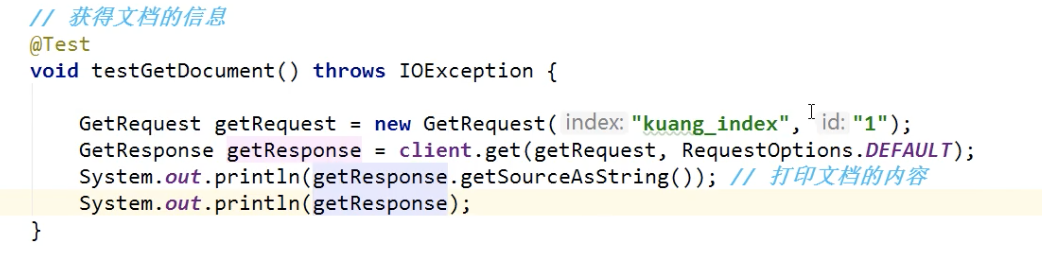 // 获得文档的信息
@Test
void testGetDocument() throws IOException {
GetRequest getRequest = new GetRequest( index: "kuang_index", id: "1");
GetResponse getResponse = client.get(getRequest, RequestOptions.DEFAULT);
System.out.println(getResponse.getSourceAsString()); // 打印文档的内容
System.out.println(getResponse);
}